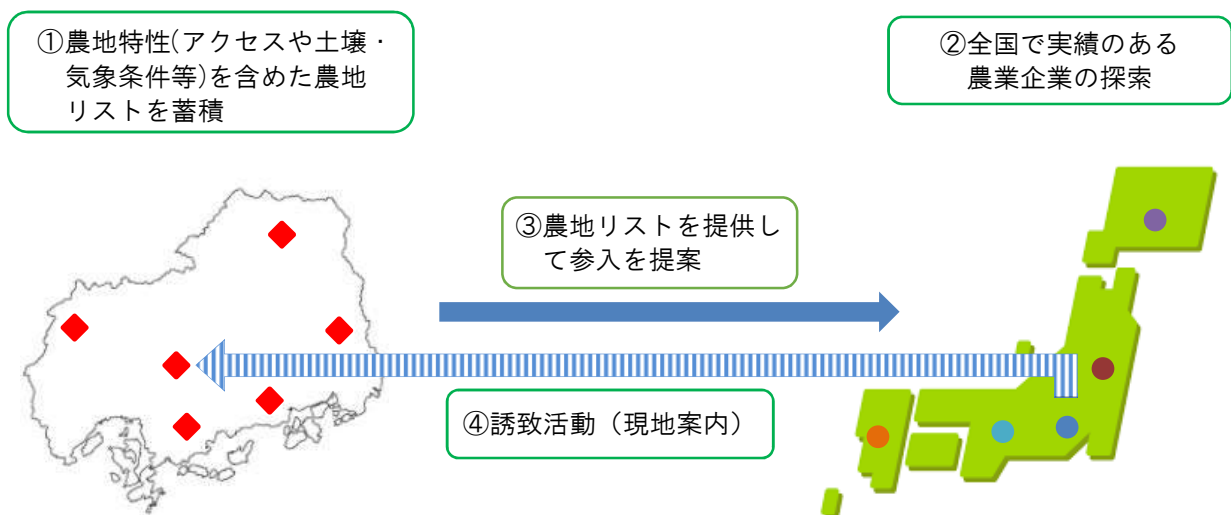 ①農地特性(アクセスや土壌・
気象条件等)を含めた農地
リストを蓄積
②全国で実績のある
農業企業の探索
③農地リストを提供し
て参入を提案
④誘致活動（現地案内）